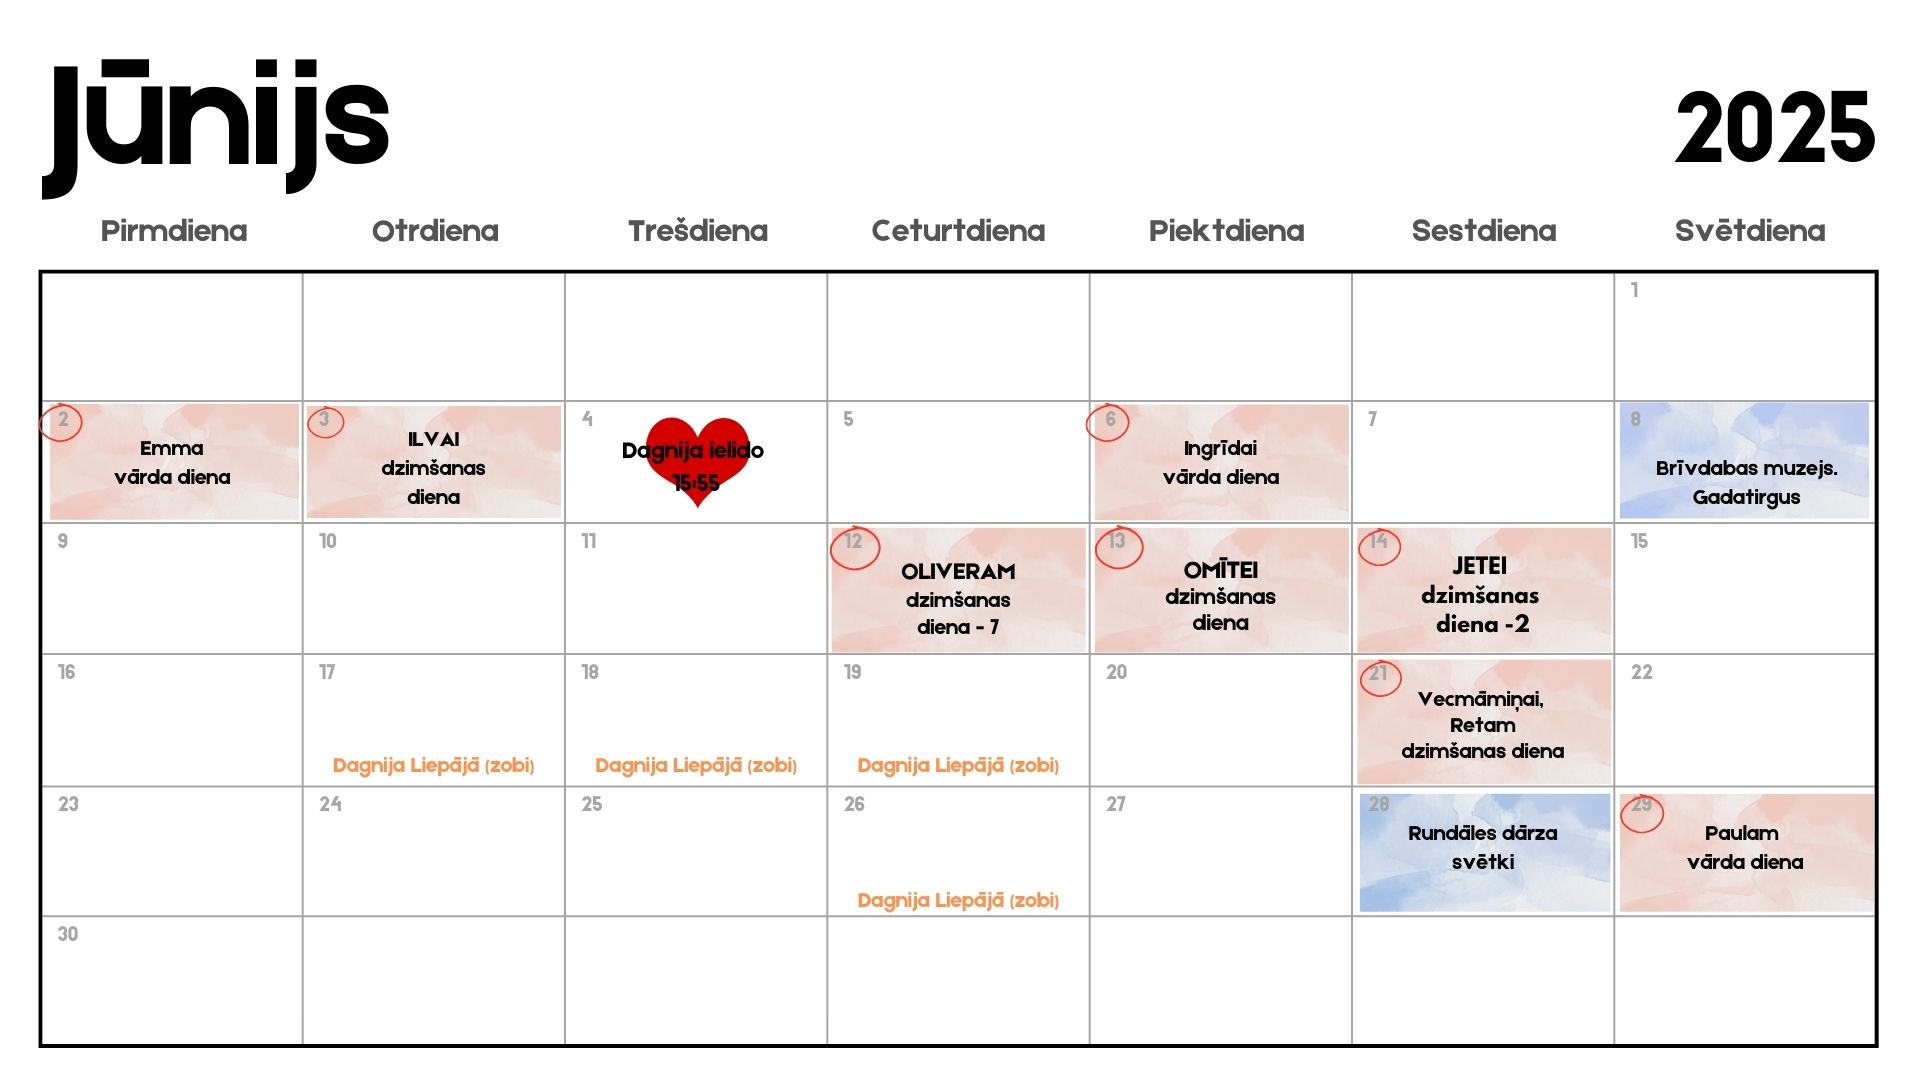 Jūnijs
2025
Pirmdiena
Otrdiena
Trešdiena
Ceturtdiena
Piektdiena
Sestdiena
Svētdiena
1
2
Emma
vārda diena
3
ILVAI
dzimšanas
diena
4
Dagnija ielido
15:55
5
6
Ingrīdai
vārda diena
7
8
Brīvdabas muzejs.
Gadatirgus
9
10
11
12
OLIVERAM
dzimšanas
diena - 7
13
OMĪTEI
dzimšanas
diena
14
JETEI
dzimšanas
diena -2
15
16
17
Dagnija Liepājā (zobi)
18
Dagnija Liepājā (zobi)
19
Dagnija Liepājā (zobi)
20
21
Vecmāmiņai,
Retam
dzimšanas diena
22
23
24
25
26
Dagnija Liepājā (zobi)
27
28
Rundāles dārza
svētki
29
Paulam
vārda diena
30